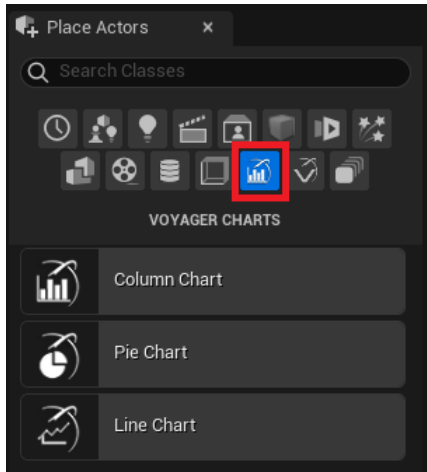 Place Actors
Search Classes
VOYAGER CHARTS
Column Chart
Pie Chart
Line Chart